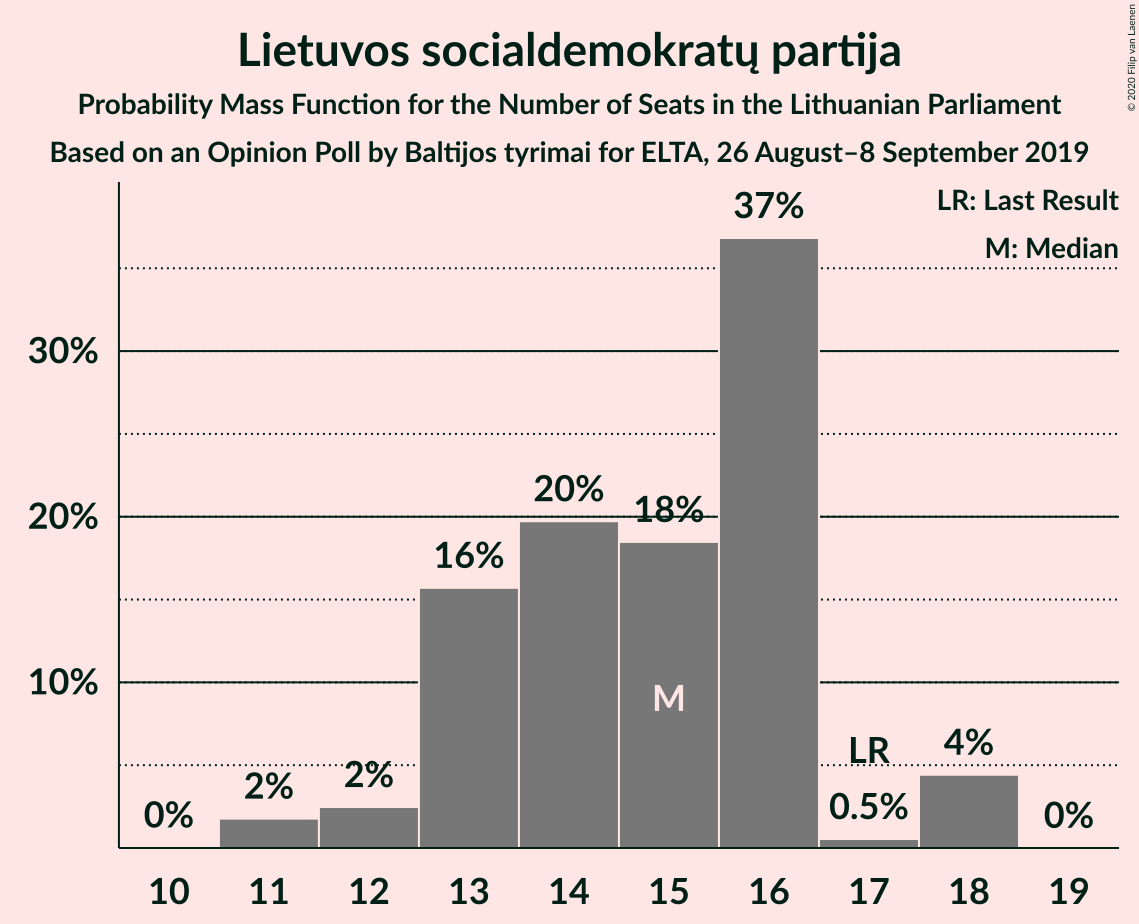 Lietuvos socialdemokratų partija
Probability Mass Function for the Number of Seats in the Lithuanian Parliament
Based on an Opinion Poll by Baltijos tyrimai for ELTA, 26 August–8 September 2019
© 2020 Filip van Laenen
LR: Last Result
M: Median
37%
30%
20%
18%
20%
16%
10%
M
LR
4%
2%
2%
0.5%
0%
0%
10 11 12 13 14 15 16 17 18 19